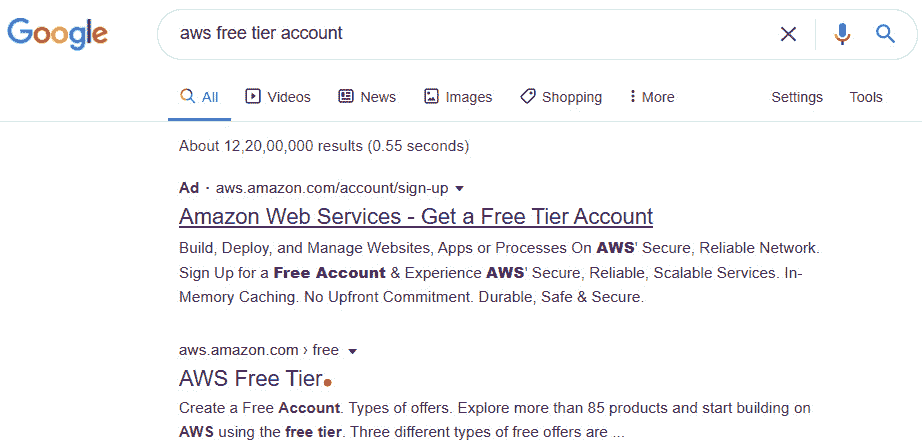 Google
aws free tier account
All Videos News Images Shopping More Settings Tools
About 12,20,00,000 results (0.55 seconds)
Ad · aws.amazon.com/account/sign-up
Amazon Web Services - Get a Free Tier Account
Build, Deploy, and Manage Websites, Apps or Processes On AWS' Secure, Reliable Network.
Sign Up for a Free Account & Experience AWS' Secure, Reliable, Scalable Services. In-
Memory Caching. No Upfront Commitment. Durable, Safe & Secure.
aws.amazon.com › free
AWS Free Tier
Create a Free Account. Types of offers. Explore more than 85 products and start building on
AWS using the free tier. Three different types of free offers are ...